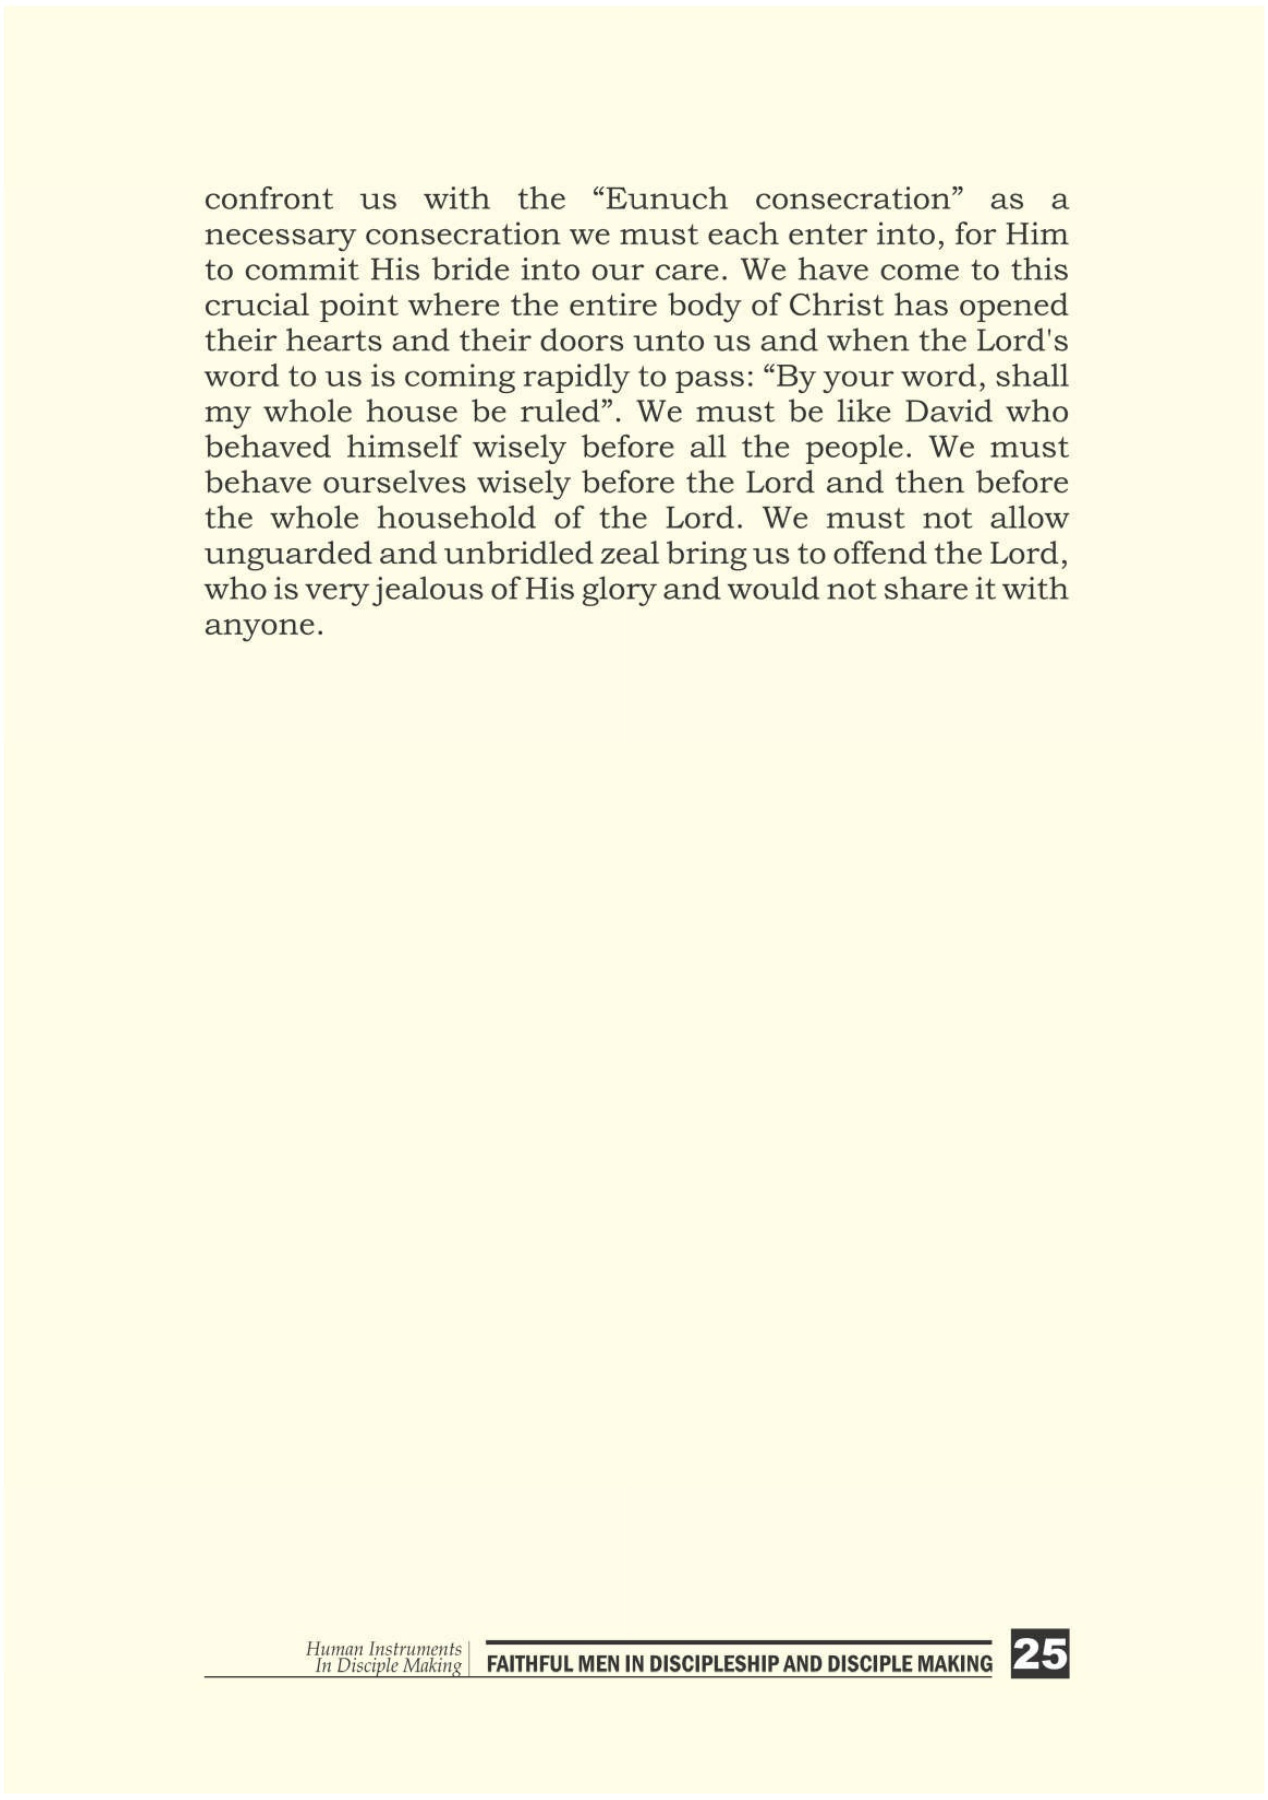 confront us with the “Eunuch consecration” as a
necessary consecration we must each enter into, for Him
to commit His bride into our care. We have come to this
crucial point where the entire body of Christ has opened
their hearts and their doors unto us and when the Lord's
word to us is coming rapidly to pass: “By your word, shall
my whole house be ruled”. We must be like David who
behaved himself wisely before all the people. We must
behave ourselves wisely before the Lord and then before
the whole household of the Lord. We must not allow
unguarded and unbridled zeal bring us to offend the Lord,
who is very jealous of His glory and would not share it with
anyone.
Human Instruments
In Disciple Making
FAITHFUL MEN IN DISCIPLESHIP AND DISCIPLE MAKING
25